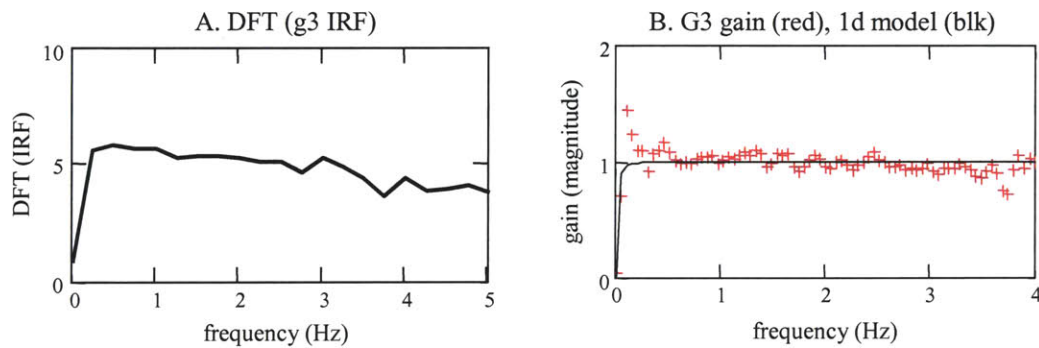 A. DFT (g3 IRF)
10
5
0
DFT (IRF)
0 1 2 3 4 5
frequency (Hz)
B. G3 gain (red), 1d model (blk)
2
1
0
gain (magnitude)
0 1 2 3 4
frequency (Hz)